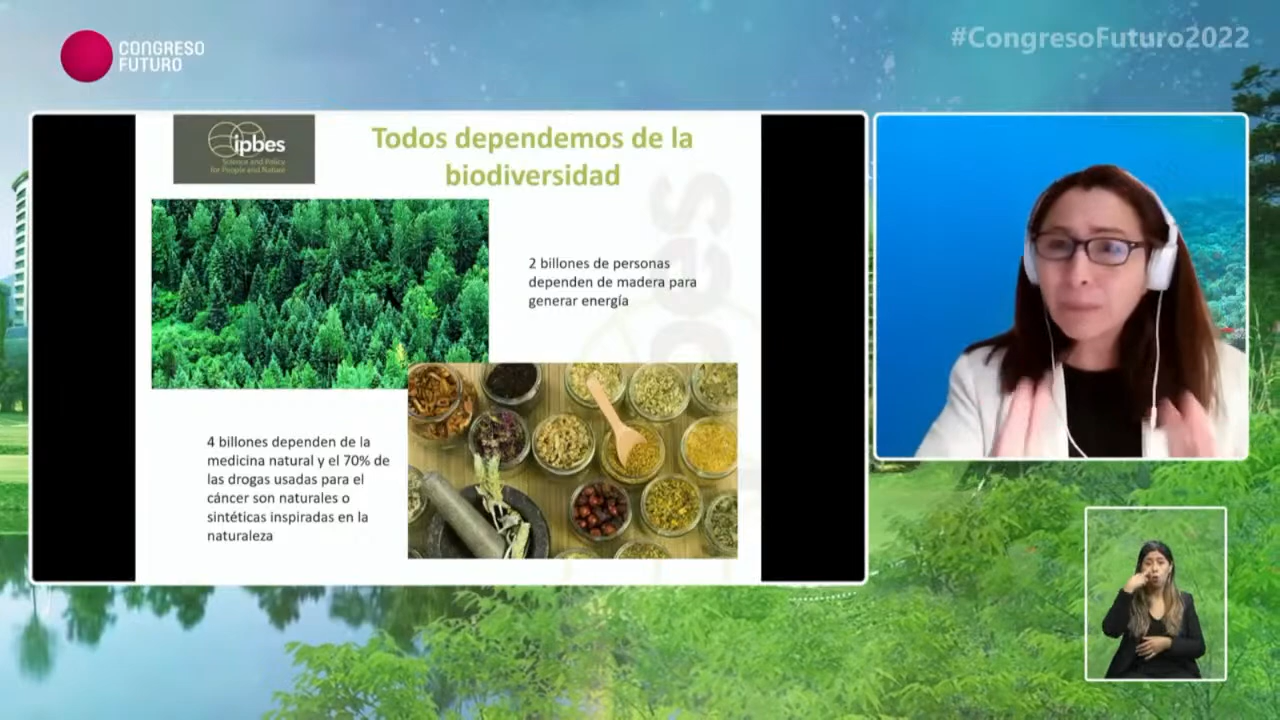 CONGRESO
FUTURO
#CongresoFuturo2022
ipbes
Science and Policy
for People and Nature
Todos dependemos de la
biodiversidad
2 billones de personas
dependen de madera para
generar energía
4 billones dependen de la
medicina natural y el 70% de
las drogas usadas para el
cáncer son naturales o
sintéticas inspiradas en la
naturaleza